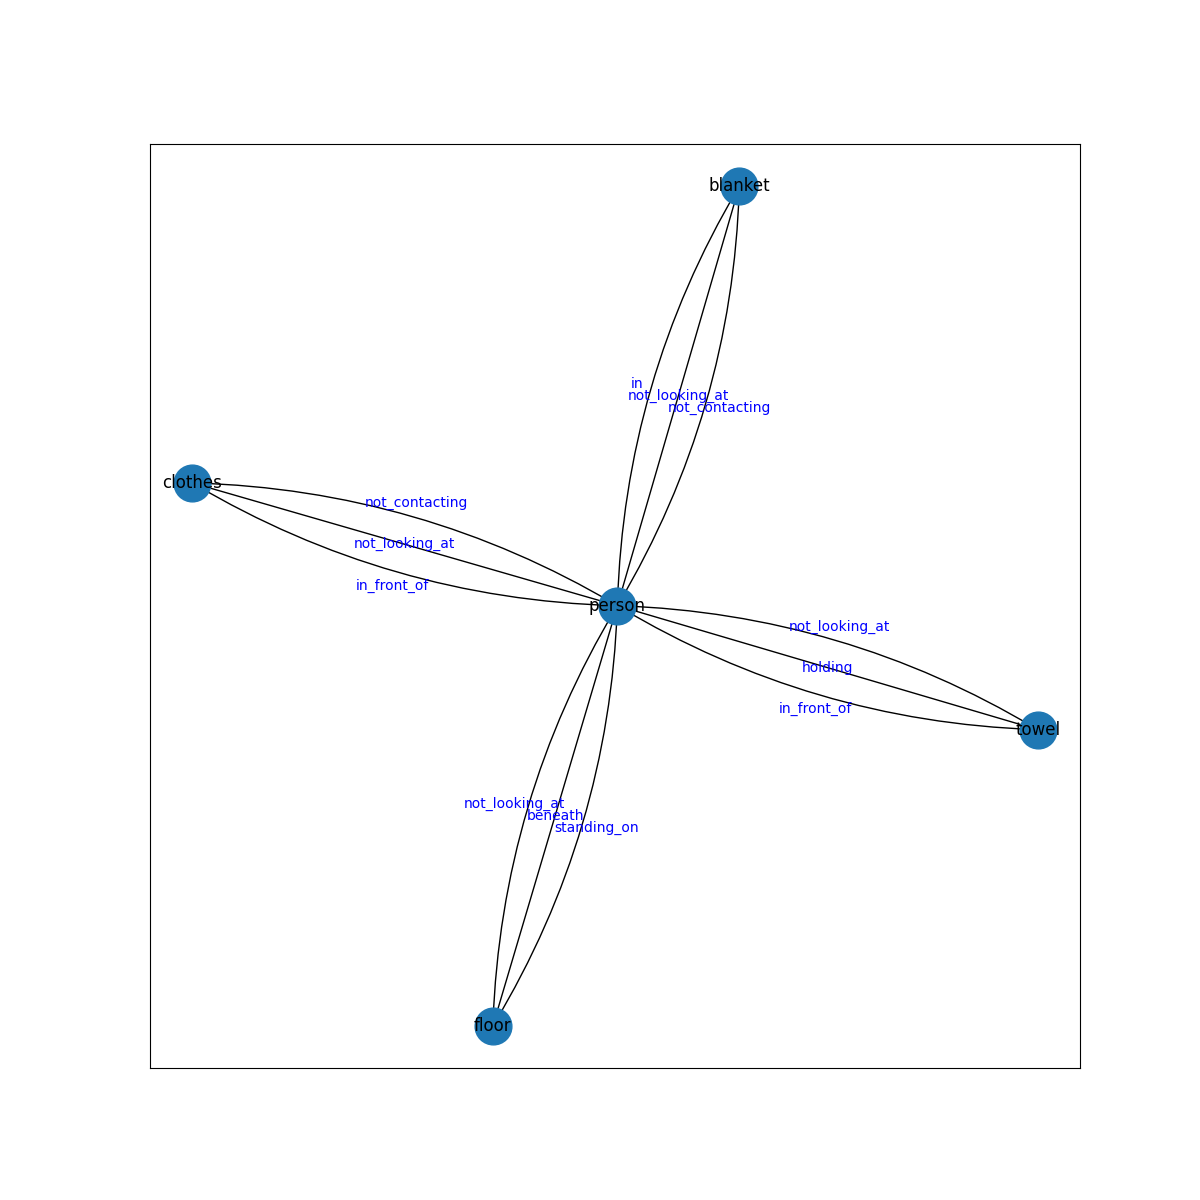 blanket
in
not_looking_at
not_contacting
clothes
not_contacting
not_looking_at
in_front_of
person
not_looking_at
holding
in_front_of
towel
not_looking_at
beneath
standing_on
floor